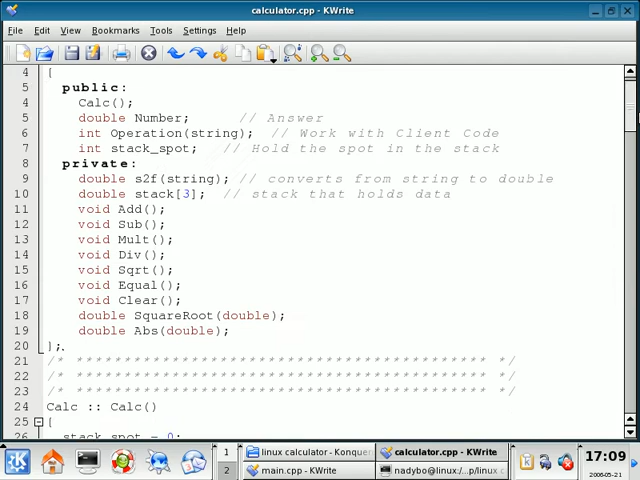 calculator.cpp - KWrite
File Edit View Bookmarks Tools Settings Help
4 {
5 public:
4 Calc();
5 double Number; // Answer
6 int Operation(string); // Work with Client Code
7 int stack_spot; // Hold the spot in the stack
8 private:
9 double s2f(string); // converts from string to double
10 double stack[3]; // stack that holds data
11 void Add();
12 void Sub();
13 void Mult();
14 void Div();
15 void Sqrt();
16 void Equal();
17 void Clear();
18 double SquareRoot(double);
19 double Abs(double);
20 };
21 /* ****************************************** */
22 /* ****************************************** */
23 /* ****************************************** */
24 Calc :: Calc()
25 {
26 stack_spot = 0;
1 linux calculator - Konquer calculator.cpp - KWrite 17:09
2 main.cpp - KWrite nadybo@linux:/...p/linux c 2006-05-21